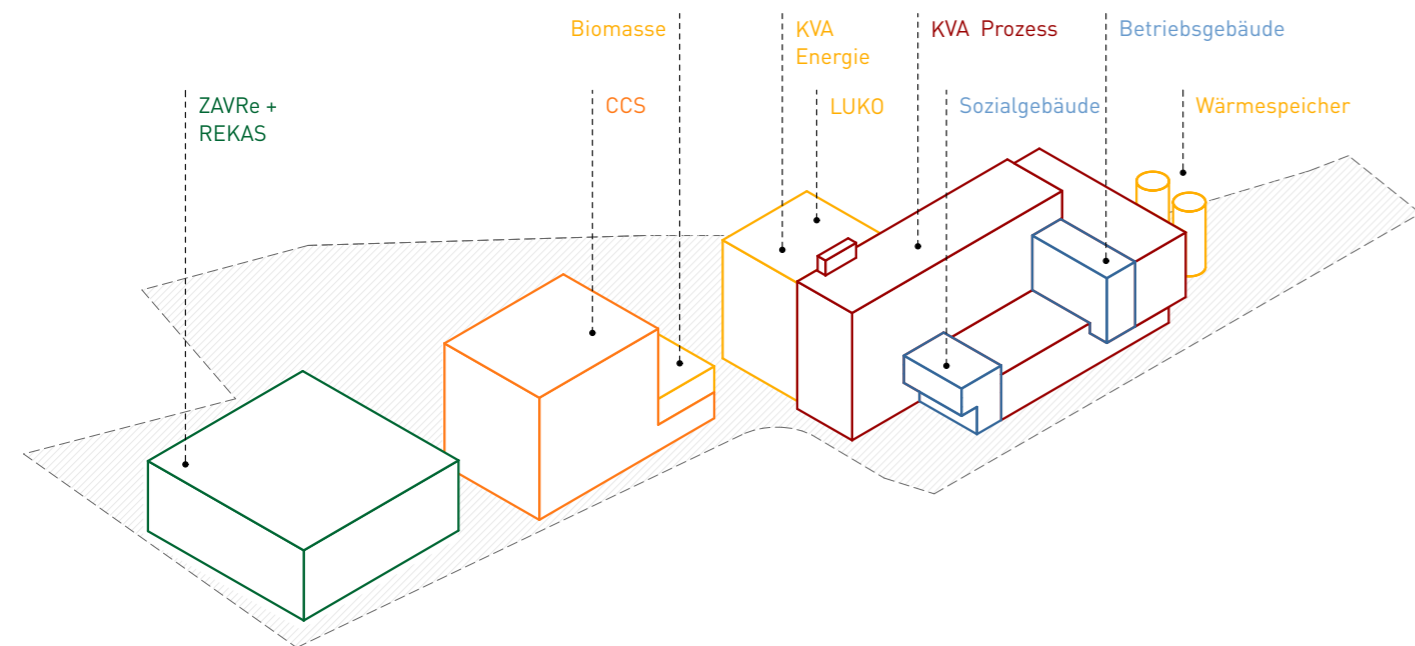 Biomasse
KVA
Energie
KVA Prozess
Betriebsgebäude
ZAVRe +
REKAS
CCS
LUKO
Sozialgebäude
Wärmespeicher